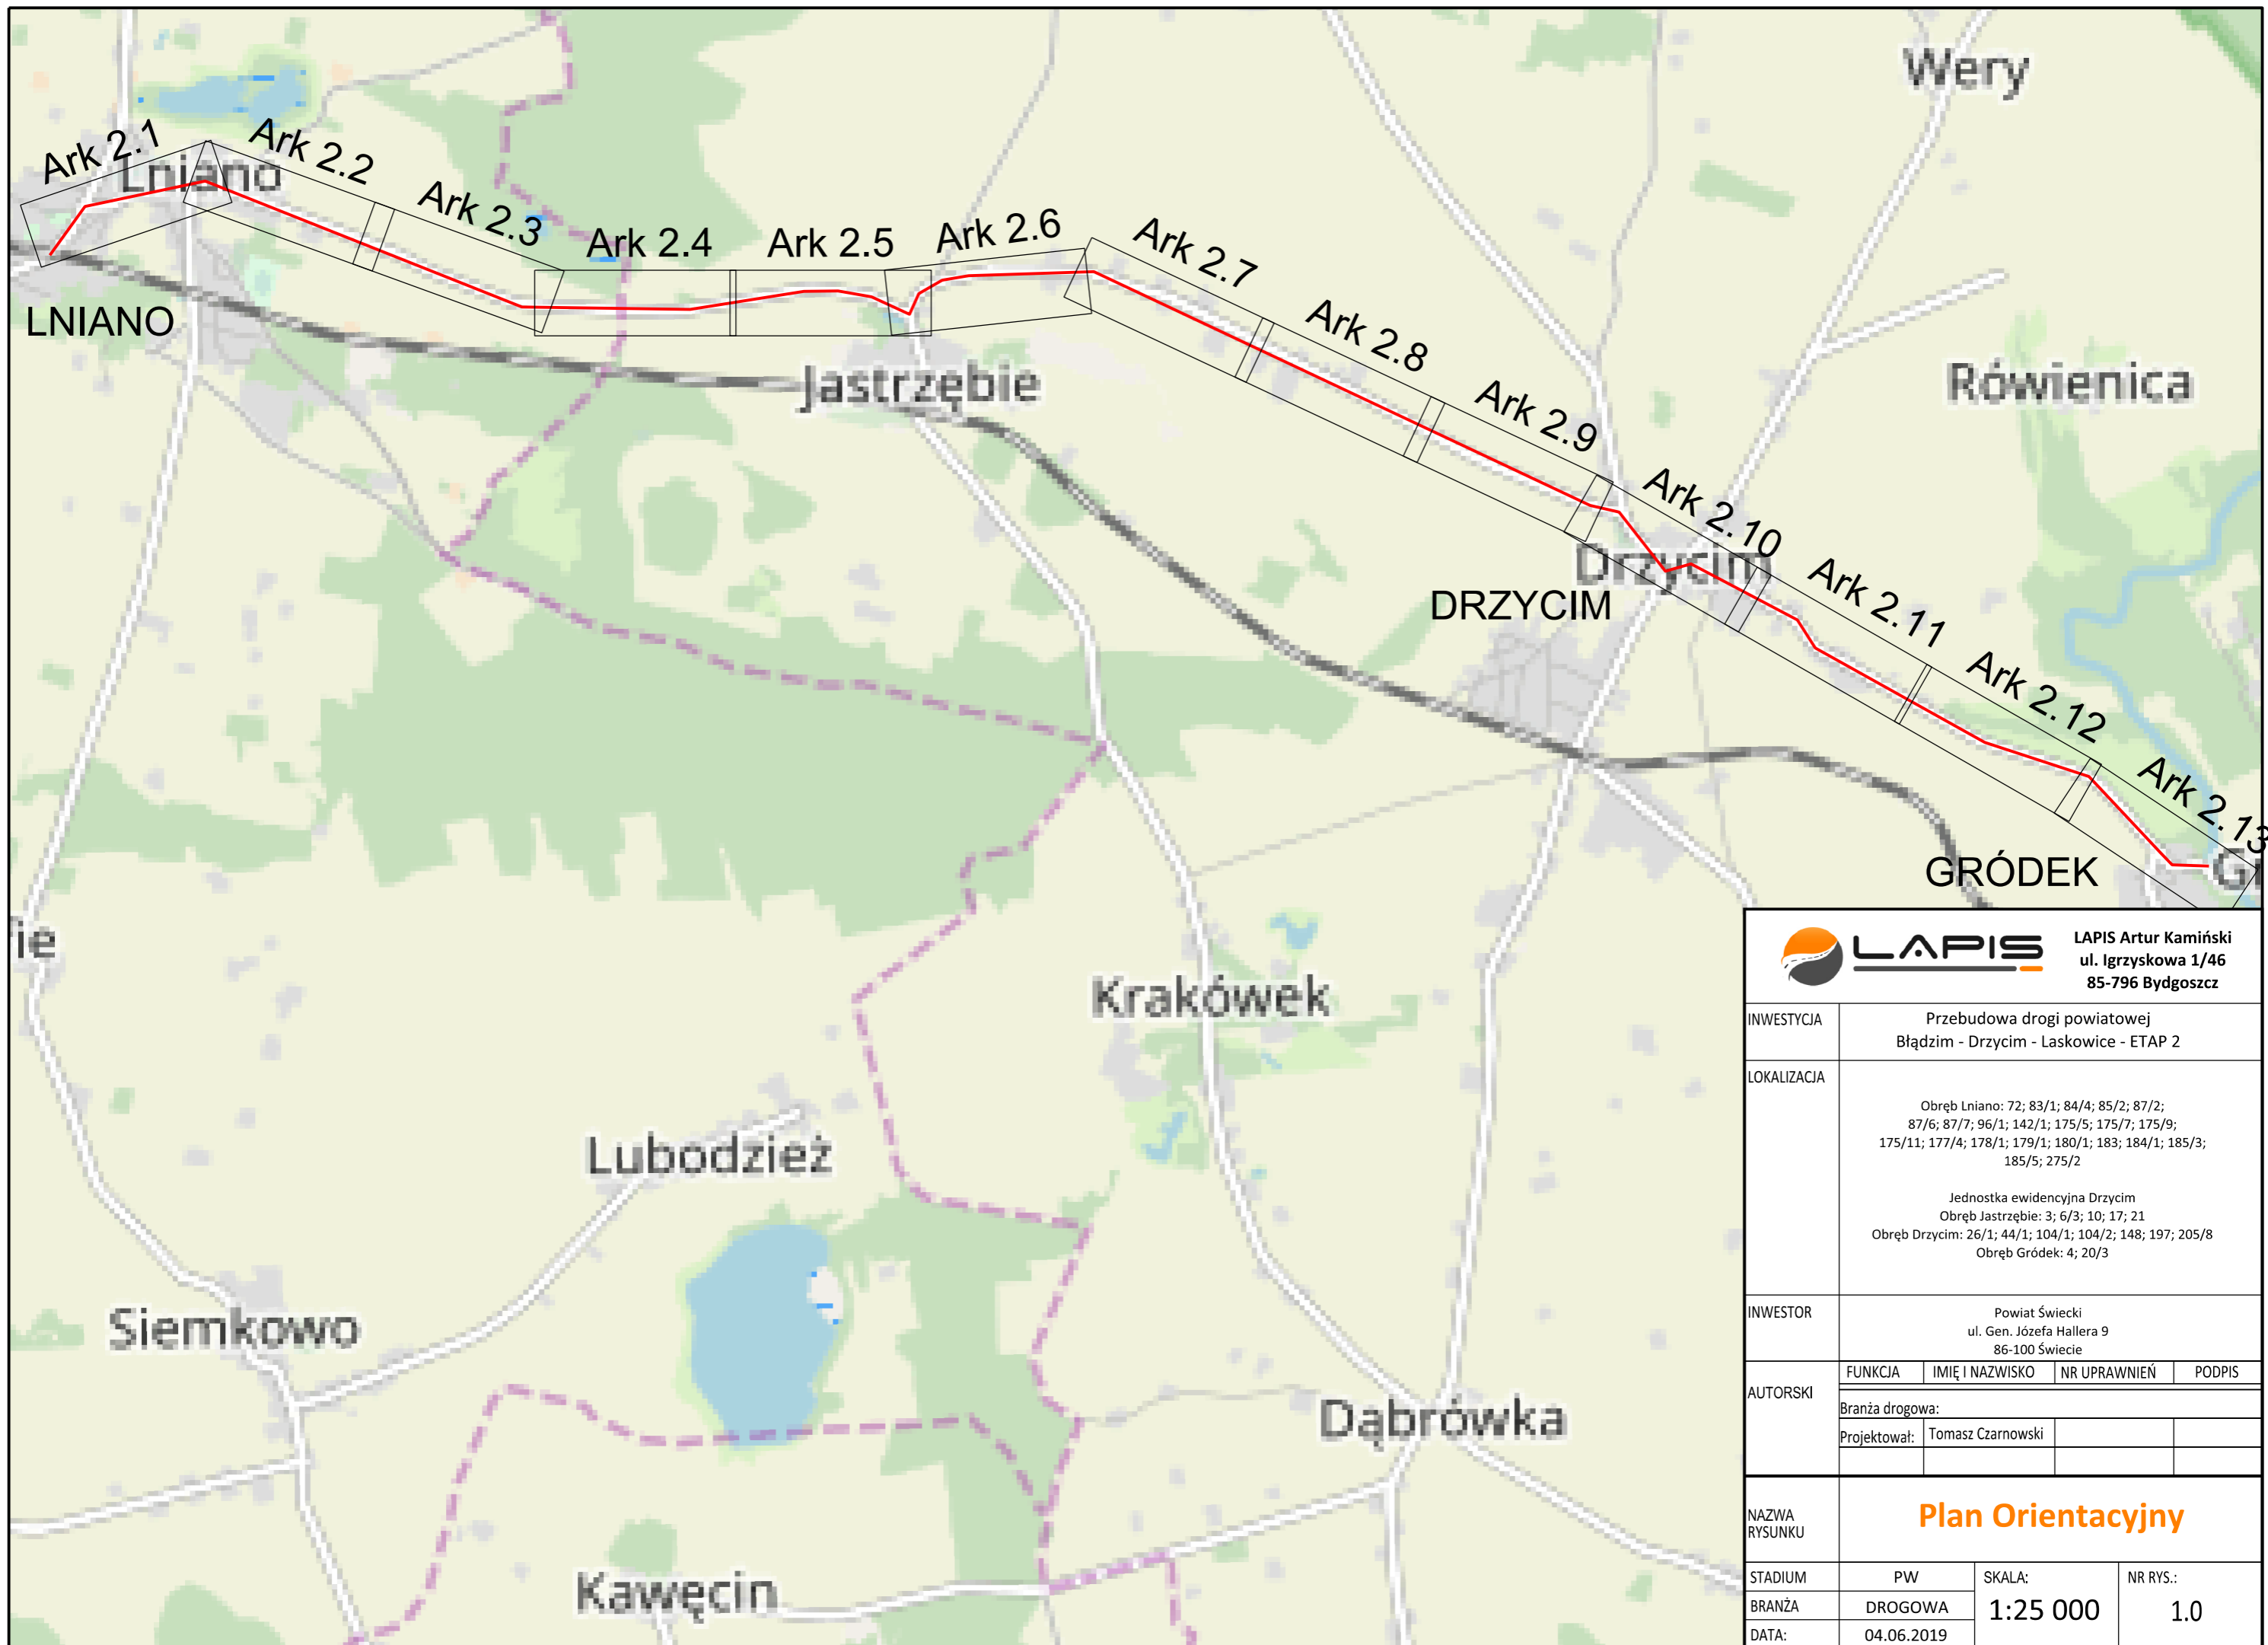 Wery
Ark 2.1
Lniano
Ark 2.2
Ark 2.3
Ark 2.4
Ark 2.5
Ark 2.6
Ark 2.7
Ark 2.8
Ark 2.9
Ark 2.10
Ark 2.11
Ark 2.12
Ark 2.13
LNIANO
Jastrzębie
Rówienica
Drzycim
DRZYCIM
GRÓDEK
Gr
ie
Krakówek
Lubodzież
Siemkowo
Dąbrówka
Kawęcin
LAPIS
LAPIS Artur Kamiński
ul. Igrzyskowa 1/46
85-796 Bydgoszcz
INWESTYCJA
Przebudowa drogi powiatowej
Błądzim - Drzycim - Laskowice - ETAP 2
LOKALIZACJA
Obręb Lniano: 72; 83/1; 84/4; 85/2; 87/2;
87/6; 87/7; 96/1; 142/1; 175/5; 175/7; 175/9;
175/11; 177/4; 178/1; 179/1; 180/1; 183; 184/1; 185/3;
185/5; 275/2
Jednostka ewidencyjna Drzycim
Obręb Jastrzębie: 3; 6/3; 10; 17; 21
Obręb Drzycim: 26/1; 44/1; 104/1; 104/2; 148; 197; 205/8
Obręb Gródek: 4; 20/3
INWESTOR
Powiat Świecki
ul. Gen. Józefa Hallera 9
86-100 Świecie
AUTORSKI
FUNKCJA IMIĘ I NAZWISKO NR UPRAWNIEŃ PODPIS
Branża drogowa:
Projektował: Tomasz Czarnowski
NAZWA
RYSUNKU
Plan Orientacyjny
STADIUM PW
SKALA:
NR RYS.:
BRANŻA DROGOWA
1:25 000
1.0
DATA: 04.06.2019